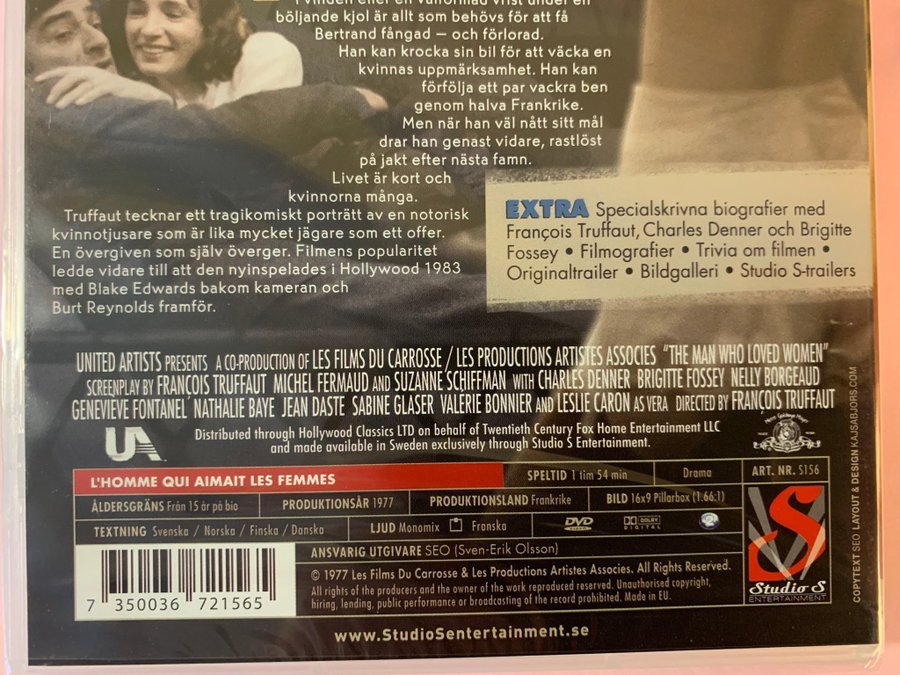 i vinden eller en välformad vrist under en
böljande kjol är allt som behövs för att få
Bertrand fångad – och förlorad.
Han kan krocka sin bil för att väcka en
kvinnas uppmärksamhet. Han kan
förfölja ett par vackra ben
genom halva Frankrike.
Men när han väl nått sitt mål
drar han genast vidare, rastlöst
på jakt efter nästa famn.
Livet är kort och
kvinnorna många.
Truffaut tecknar ett tragikomiskt porträtt av en notorisk
kvinnotjusare som är lika mycket jägare som ett offer.
En övergiven som själv överger. Filmens popularitet
ledde vidare till att den nyinspelades i Hollywood 1983
med Blake Edwards bakom kameran och
Burt Reynolds framför.
EXTRA Specialskrivna biografier med
François Truffaut, Charles Denner och Brigitte
Fossey • Filmografier • Trivia om filmen •
Originaltrailer • Bildgalleri • Studio S-trailers
UNITED ARTISTS PRESENTS A CO-PRODUCTION OF LES FILMS DU CARROSSE / LES PRODUCTIONS ARTISTES ASSOCIES "THE MAN WHO LOVED WOMEN"
SCREENPLAY BY FRANÇOIS TRUFFAUT MICHEL FERMAUD AND SUZANNE SCHIFFMAN WITH CHARLES DENNER BRIGITTE FOSSEY NELLY BORGEAUD
GENEVIEVE FONTANEL NATHALIE BAYE JEAN DASTE SABINE GLASER VALERIE BONNIER AND LESLIE CARON AS VERA DIRECTED BY FRANCOIS TRUFFAUT
UA
Distributed through Hollywood Classics LTD on behalf of Twentieth Century Fox Home Entertainment LLC
and made available in Sweden exclusively through Studio S Entertainment.
L'HOMME QUI AIMAIT LES FEMMES
SPELTID 1 tim 54 min
Drama
ART. NR. S156
ÅLDERSGRÄNS Från 15 år på bio
PRODUKTIONSÅR 1977
PRODUKTIONSLAND Frankrike
BILD 16x9 Pillarbox (1.66:1)
TEXTNING Svenska / Norska / Finska / Danska
LJUD Monomix
Franska
DVD
DOLBY
DIGITAL
ANSVARIG UTGIVARE SEO (Sven-Erik Olsson)
© 1977 Les Films Du Carrosse & Les Productions Artistes Associes. All Rights Reserved.
All rights of the producers and the owner of the work reproduced reserved. Unauthorised copyright,
hiring, lending, public performance or broadcasting of the record prohibited. Made in EU.
S
Studio S
ENTERTAINMENT
7 350036 721565
www.StudioSentertainment.se
COPYTEXT SEO LAYOUT & DESIGN KAJSABJORS.COM